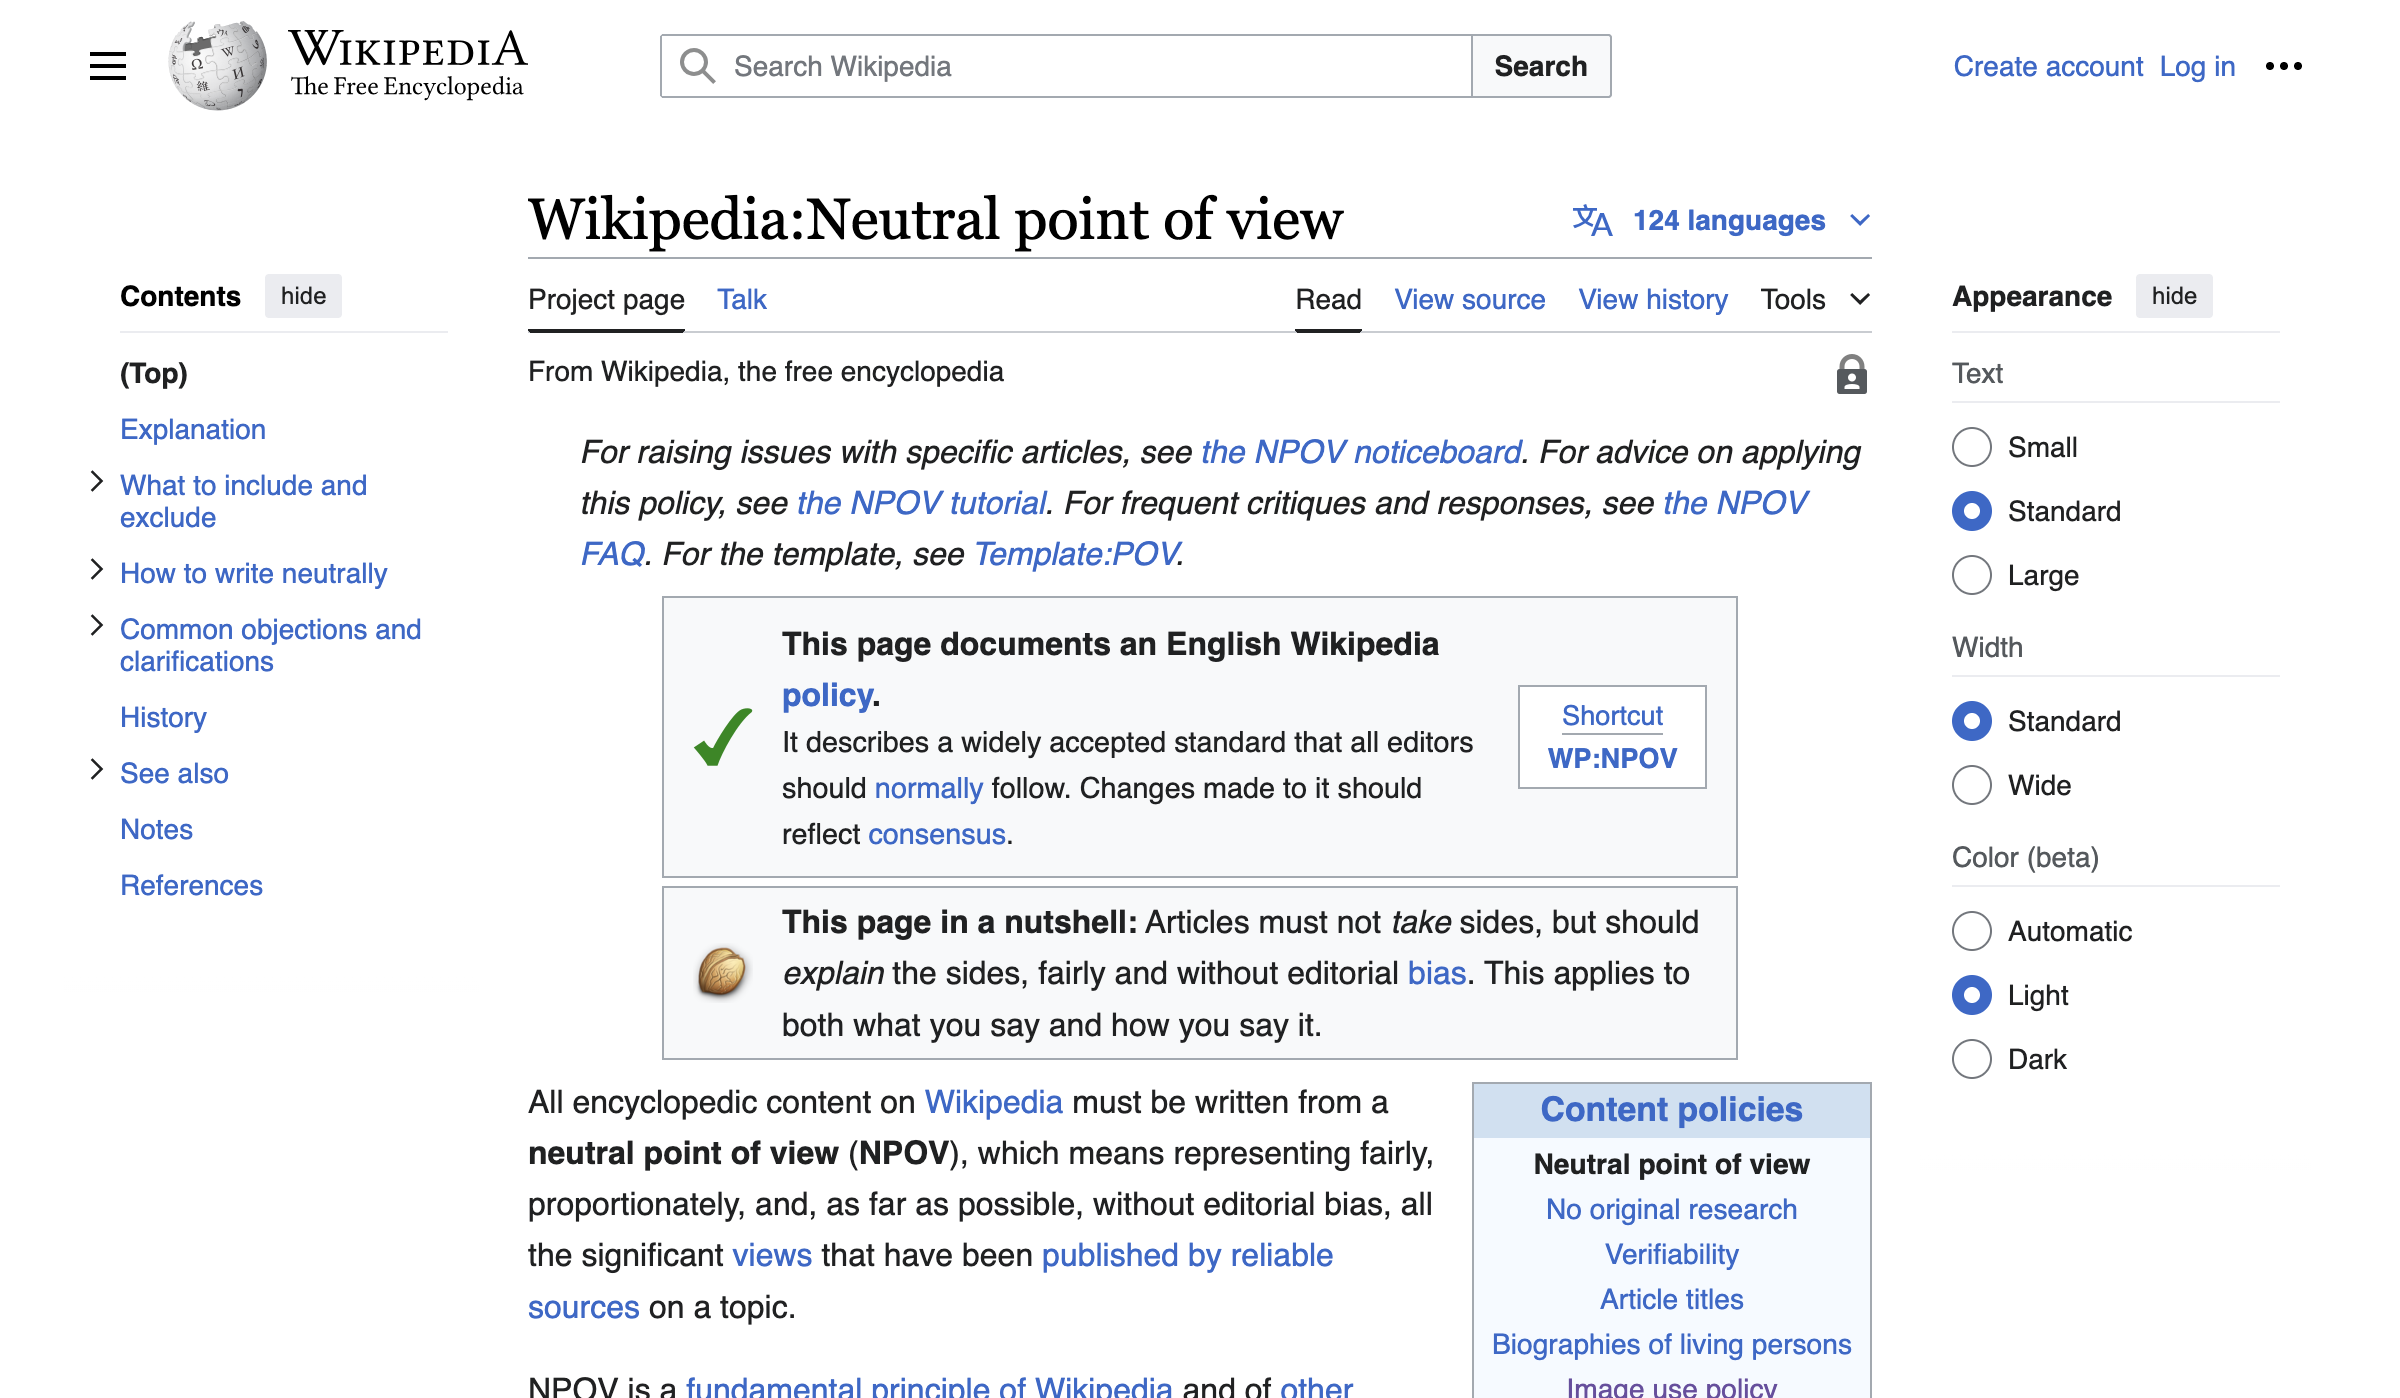 WIKIPEDIA
The Free Encyclopedia
Search Wikipedia
Search
Create account Log in
Wikipedia:Neutral point of view
124 languages
Contents hide
(Top)
Explanation
What to include and
exclude
How to write neutrally
Common objections and
clarifications
History
See also
Notes
References
Project page Talk
Read View source View history Tools
From Wikipedia, the free encyclopedia
For raising issues with specific articles, see the NPOV noticeboard. For advice on applying
this policy, see the NPOV tutorial. For frequent critiques and responses, see the NPOV
FAQ. For the template, see Template:POV.
This page documents an English Wikipedia
policy.
It describes a widely accepted standard that all editors
should normally follow. Changes made to it should
reflect consensus.
Shortcut
WP:NPOV
This page in a nutshell: Articles must not take sides, but should
explain the sides, fairly and without editorial bias. This applies to
both what you say and how you say it.
All encyclopedic content on Wikipedia must be written from a
neutral point of view (NPOV), which means representing fairly,
proportionately, and, as far as possible, without editorial bias, all
the significant views that have been published by reliable
sources on a topic.
NPOV is a fundamental principle of Wikipedia and of other
Content policies
Neutral point of view
No original research
Verifiability
Article titles
Biographies of living persons
Image use policy
Appearance hide
Text
Small
Standard
Large
Width
Standard
Wide
Color (beta)
Automatic
Light
Dark